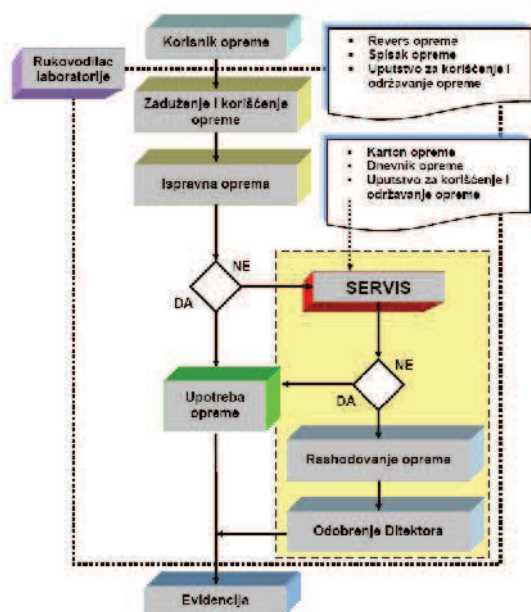 Korisnik opreme
Rukovodilac
laboratorije
▪ Revers opreme
▪ Spisak opreme
▪ Uputstvo za korišćenje i
održavanje opreme
Zaduženje i korišćenje
opreme
▪ Karton opreme
▪ Dnevnik opreme
▪ Uputstvo za korišćenje i
održavanje opreme
Ispravna oprema
NE
DA
SERVIS
NE
DA
Upotreba
opreme
Rashodovanje opreme
Odobrenje Ditektora
Evidencija